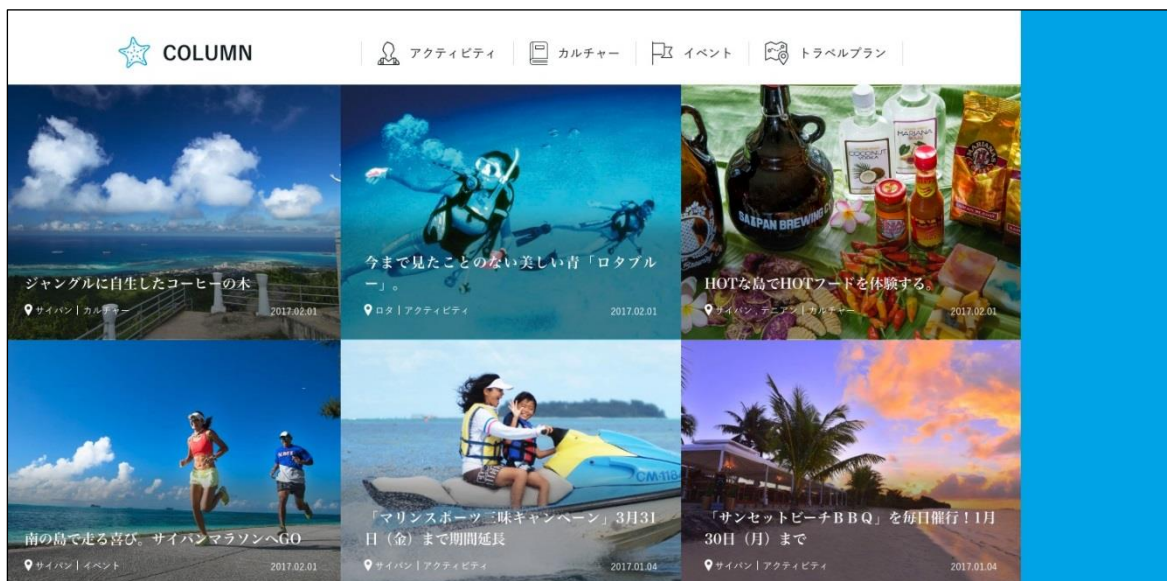 COLUMN
アクティビティ
カルチャー
イベント
トラベルプラン
ジャングルに自生したコーヒーの木
サイパン | カルチャー
2017.02.01
今まで見たことのない美しい青「ロタブル
ー」。
ロタ | アクティビティ
2017.02.01
COCONUT
VODKA
MARIANA
SAIPAN BREWING CO
HOTな島でHOTフードを体験する。
サイパン , テニアン | カルチャー
2017.02.01
南の島で走る喜び。サイパンマラソンへGO
サイパン | イベント
2017.02.01
CM-118
「マリンスポーツ三昧キャンペーン」3月31
日（金）まで期間延長
サイパン | アクティビティ
2017.01.04
「サンセットビーチＢＢＱ」を毎日催行！1月
30日（月）まで
サイパン | アクティビティ
2017.01.04